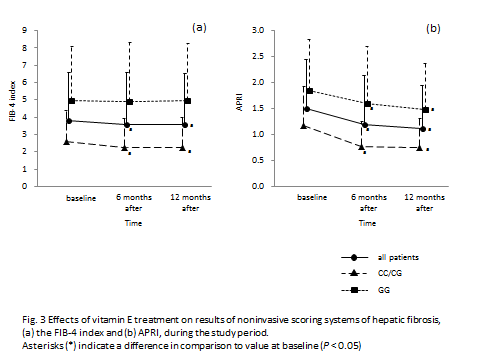 (a)
FIB-4 index
9
8
7
6
5
4
3
2
1
0
* * * *
baseline
6 months
after
12 months
after
Time
(b)
APRI
3.0
2.5
2.0
1.5
1.0
0.5
0.0
* * * * * *
baseline
6 months
after
12 months
after
Time
all patients
CC/CG
GG
Fig. 3 Effects of vitamin E treatment on results of noninvasive scoring systems of hepatic fibrosis,
(a) the FIB-4 index and (b) APRI, during the study period.
Asterisks (*) indicate a difference in comparison to value at baseline (P < 0.05)